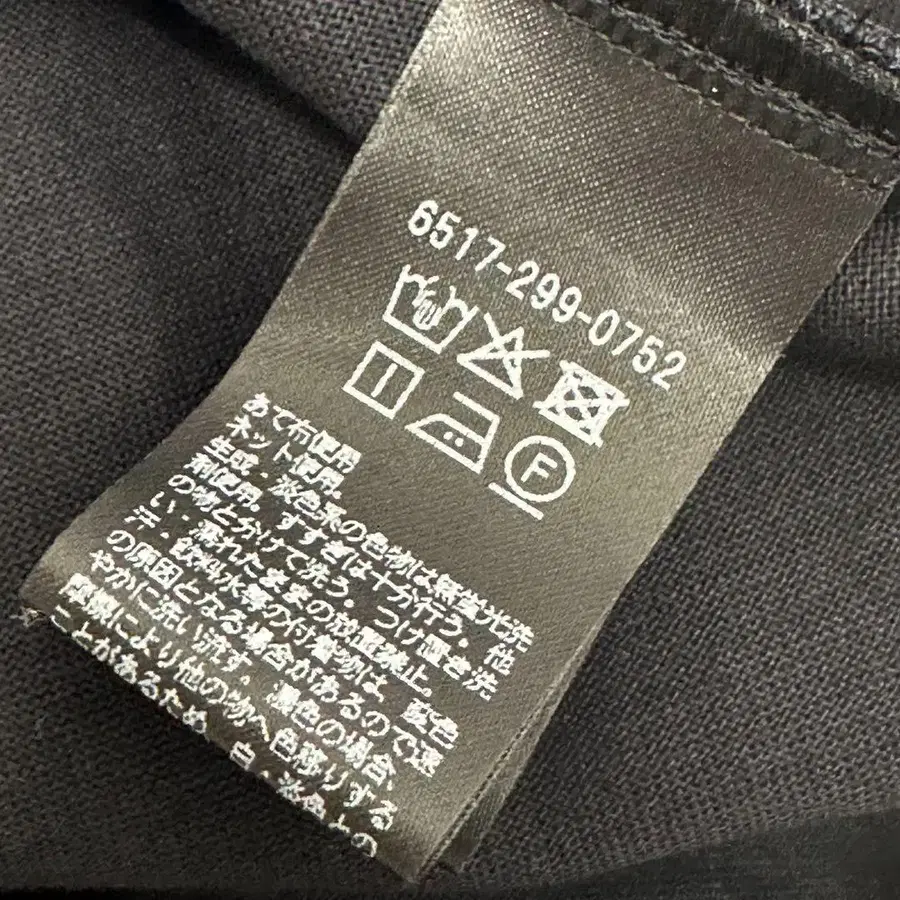 6517-299-0752
F
あて布使用
ネット使用。
生成・淡色系の色物は無蛍光洗
剤使用。すすぎは十分行う。他
の物と分けて洗う。つけ置き洗
い・濡れたままの放置禁止。
汗・飲料水等の付着物は、変色
の原因となる場合があるので速
やかに洗い流す。濃色の場合、
摩擦により他の物へ色移りする
ことがあるため、白・淡色との